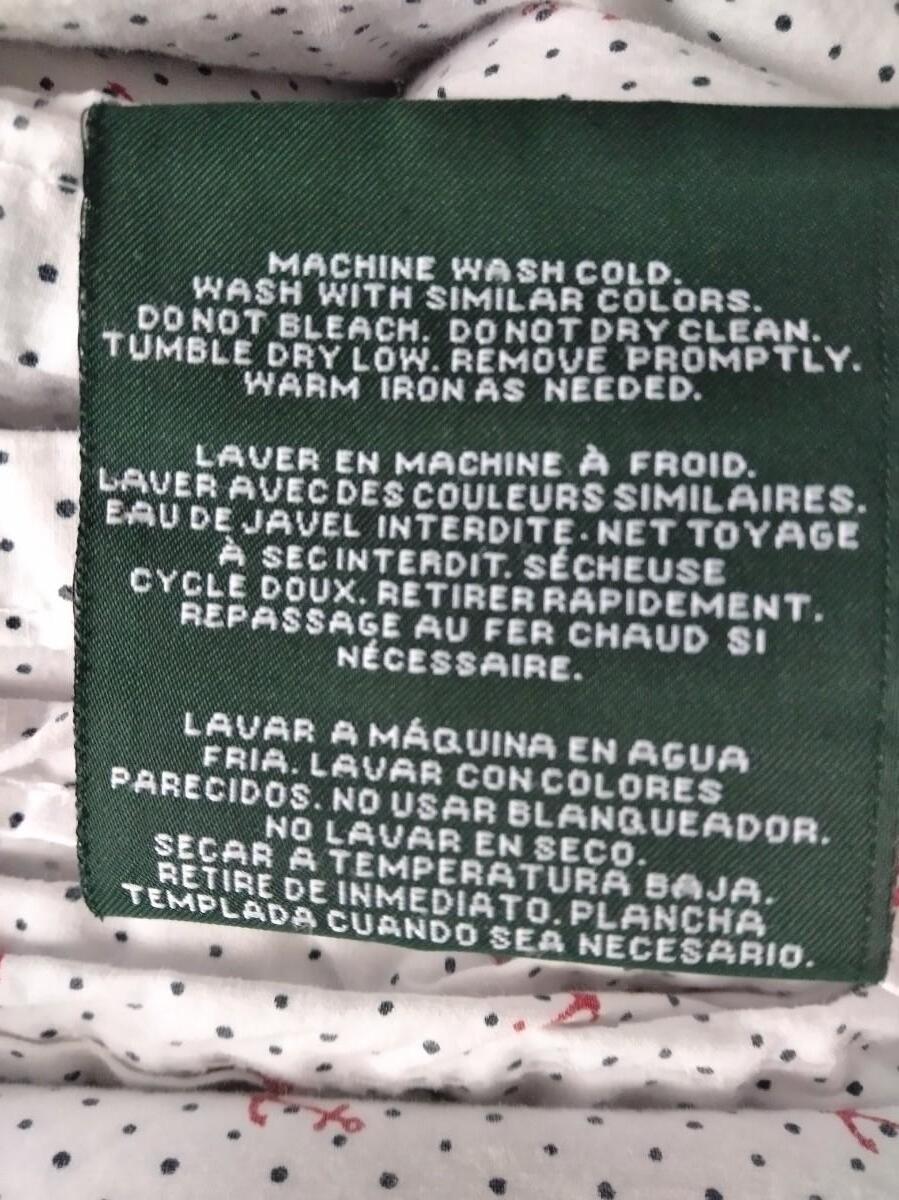 MACHINE WASH COLD.
WASH WITH SIMILAR COLORS.
DO NOT BLEACH. DO NOT DRY CLEAN.
TUMBLE DRY LOW. REMOVE PROMPTLY.
WARM IRON AS NEEDED.
LAVER EN MACHINE À FROID.
LAVER AVEC DES COULEURS SIMILAIRES.
EAU DE JAVEL INTERDITE·NET TOYAGE
À SEC INTERDIT. SÉCHEUSE
CYCLE DOUX. RETIRER RAPIDEMENT.
REPASSAGE AU FER CHAUD SI
NÉCESSAIRE.
LAVAR A MÁQUINA EN AGUA
FRIA. LAVAR CON COLORES
PARECIDOS. NO USAR BLANQUEADOR.
NO LAVAR EN SECO.
SECAR A TEMPERATURA BAJA.
RETIRE DE INMEDIATO. PLANCHA
TEMPLADA CUANDO SEA NECESARIO.